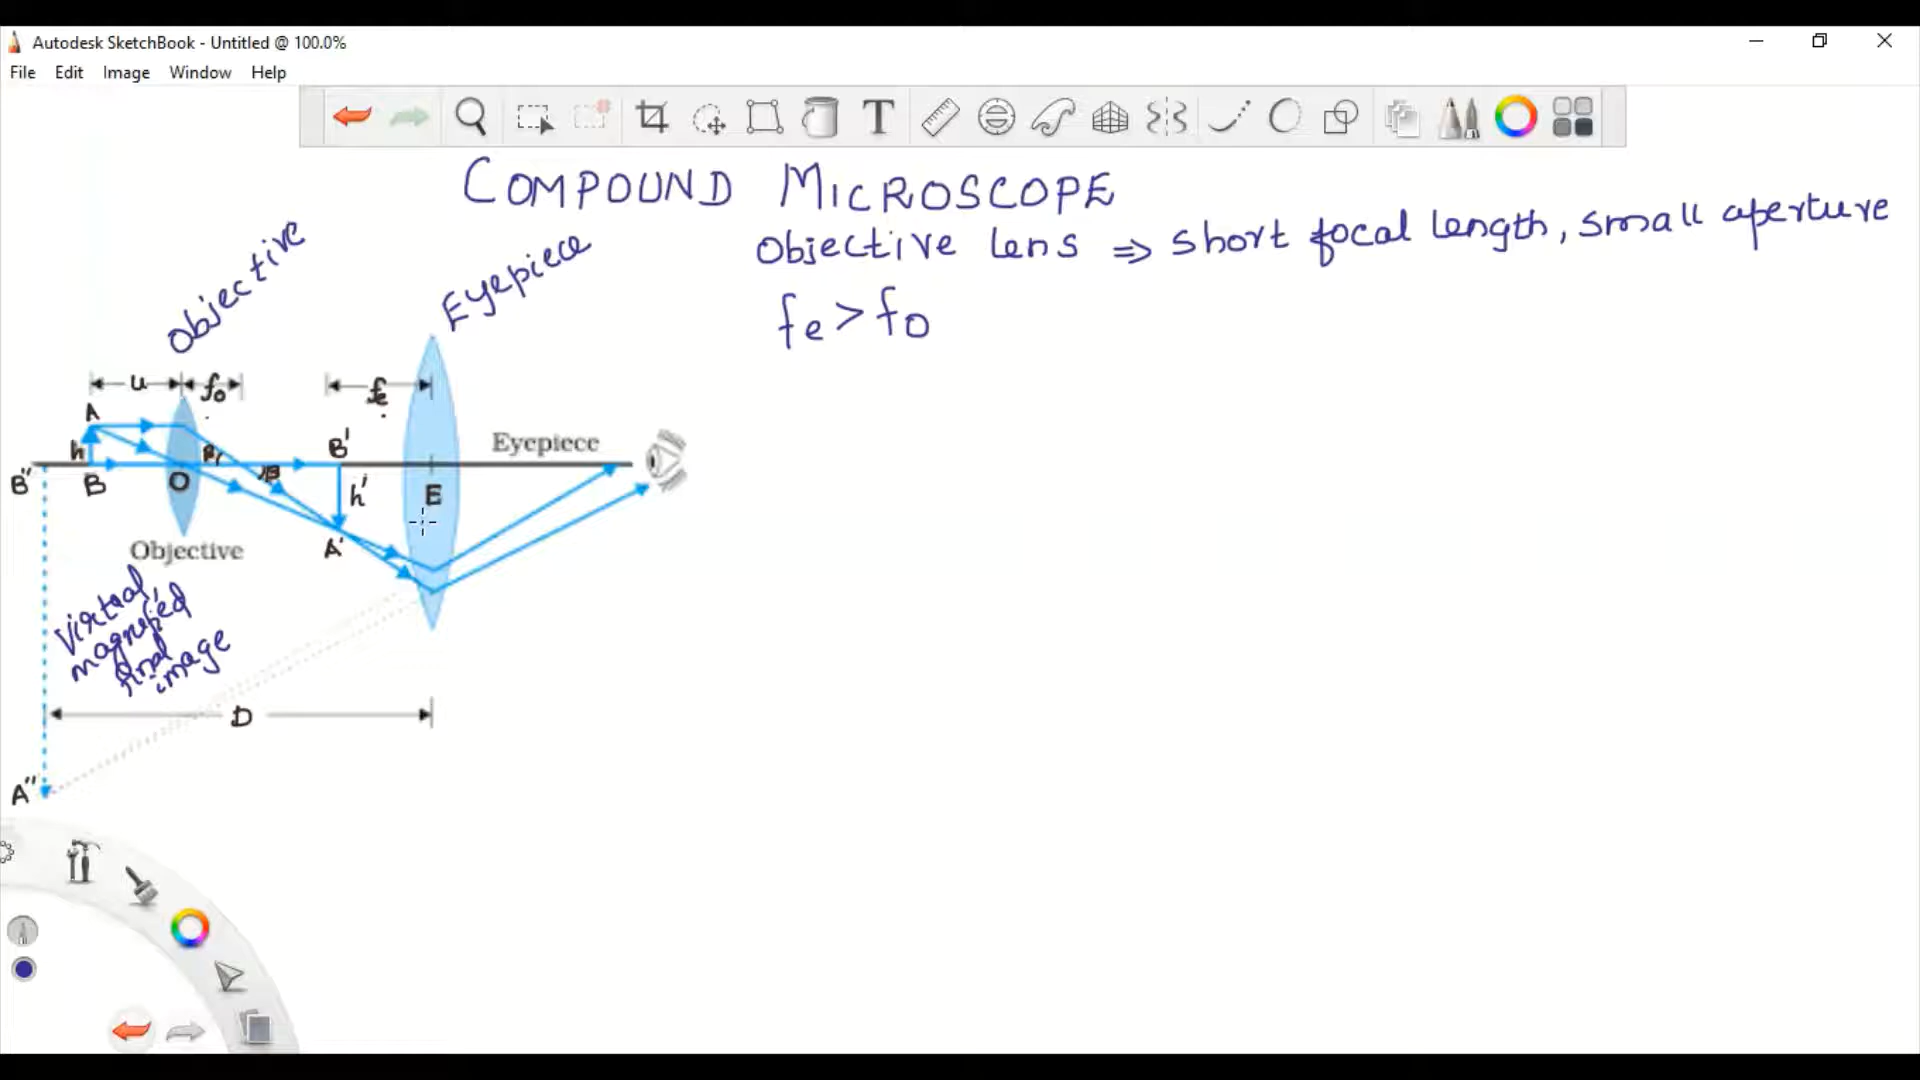 Autodesk SketchBook - Untitled @ 100.0%
File Edit Image Window Help
COMPOUND MICROSCOPE
Objective
Eyepiece
Objective lens ⇒ short focal length, small aperture
fe > fo
u
fo
fe
A
h
B'
Eyepiece
B''
B
O
β
h'
E
A'
Objective
Virtual,
magnified
final
image
D
A''